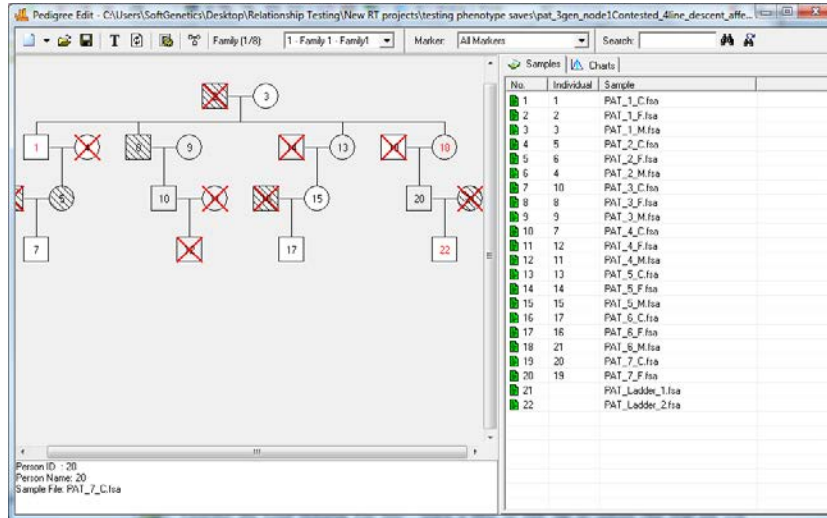 Pedigree Edit - C:\Users\SoftGenetics\Desktop\Relationship Testing\New RT projects\testing phenotype saves\pat_3gen_node1Contested_4line_descent_affe...
T Family (1/8): 1 - Family 1 - Family1 Marker: All Markers Search:
Samples Charts
No. Individual Sample
1 1 PAT_1_C.fsa
2 2 PAT_1_F.fsa
3 3 PAT_1_M.fsa
4 5 PAT_2_C.fsa
5 6 PAT_2_F.fsa
6 4 PAT_2_M.fsa
7 10 PAT_3_C.fsa
8 8 PAT_3_F.fsa
9 9 PAT_3_M.fsa
10 7 PAT_4_C.fsa
11 12 PAT_4_F.fsa
12 11 PAT_4_M.fsa
13 13 PAT_5_C.fsa
14 14 PAT_5_F.fsa
15 15 PAT_5_M.fsa
16 17 PAT_6_C.fsa
17 16 PAT_6_F.fsa
18 21 PAT_6_M.fsa
19 20 PAT_7_C.fsa
20 19 PAT_7_F.fsa
21 PAT_Ladder_1.fsa
22 PAT_Ladder_2.fsa
3
1 8 9 13 18
5 10 15 20
7 17 22
Person ID : 20
Person Name: 20
Sample File: PAT_7_C.fsa